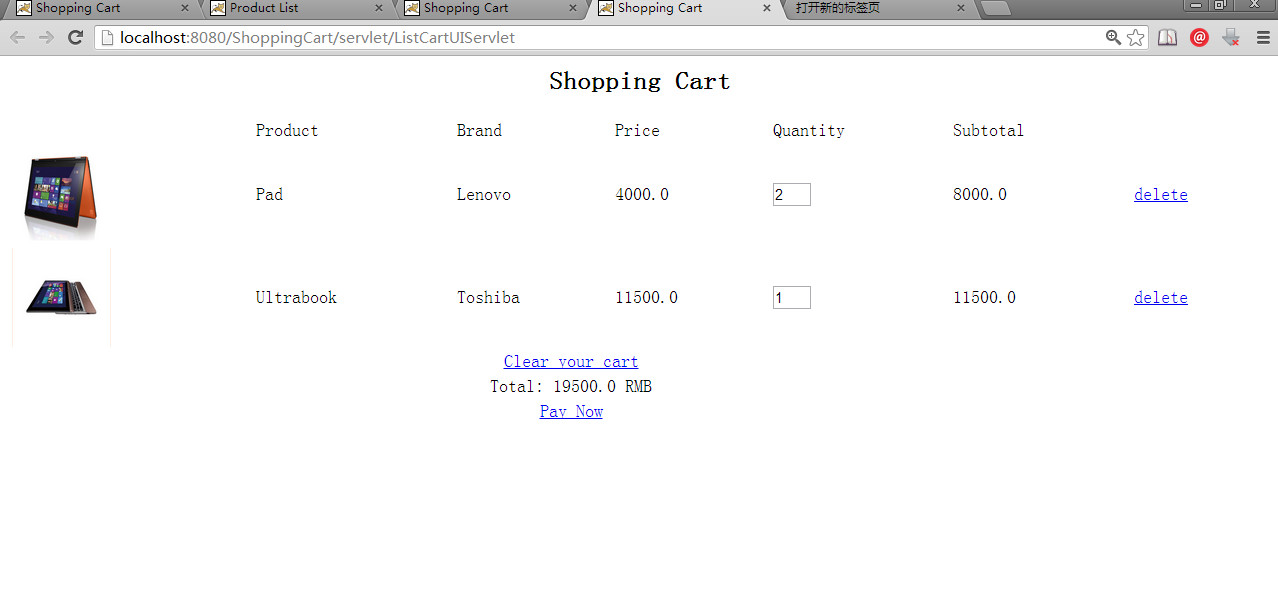 Shopping Cart Product List Shopping Cart Shopping Cart 打开新的标签页
localhost:8080/ShoppingCart/servlet/ListCartUIServlet
Shopping Cart
Product Brand Price Quantity Subtotal
Pad Lenovo 4000.0 2 8000.0 delete
Ultrabook Toshiba 11500.0 1 11500.0 delete
Clear your cart
Total: 19500.0 RMB
Pay Now